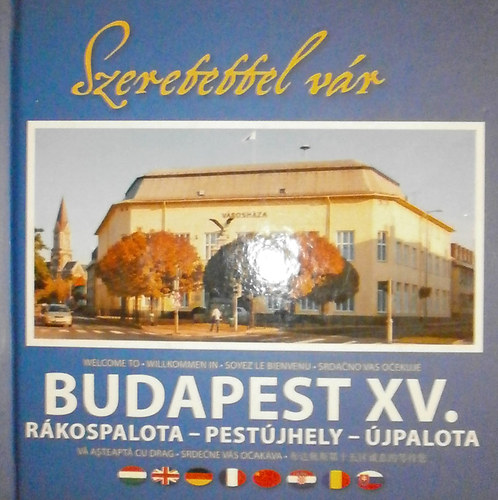 Szeretettel vár
VÁROSHÁZA
WELCOME TO • WILLKOMMEN IN • SOYEZ LE BIENVENU • SRDAČNO VAS OČEKUJE
BUDAPEST XV.
RÁKOSPALOTA – PESTÚJHELY – ÚJPALOTA
VĂ AȘTEAPTĂ CU DRAG • SRDEČNE VÁS OČAKÁVA •